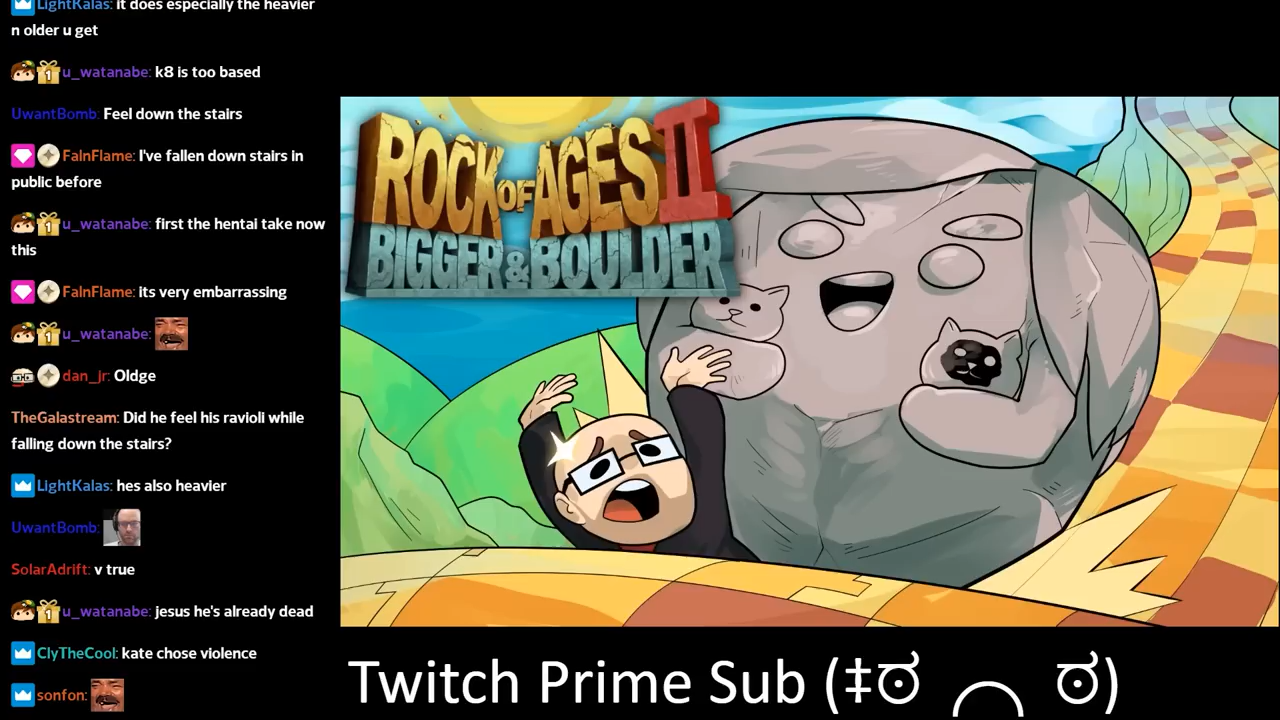 LightKalas: it does especially the heavier
n older u get
u_watanabe: k8 is too based
UwantBomb: Feel down the stairs
FalnFlame: I've fallen down stairs in
public before
u_watanabe: first the hentai take now
this
FalnFlame: its very embarrassing
u_watanabe:
dan_jr: Oldge
TheGalastream: Did he feel his ravioli while
falling down the stairs?
LightKalas: hes also heavier
UwantBomb:
SolarAdrift: v true
u_watanabe: jesus he's already dead
ClyTheCool: kate chose violence
sonfon:
ROCK OF AGES II
BIGGER & BOULDER
Twitch Prime Sub (‡ಠ ╭╮ ಠ)